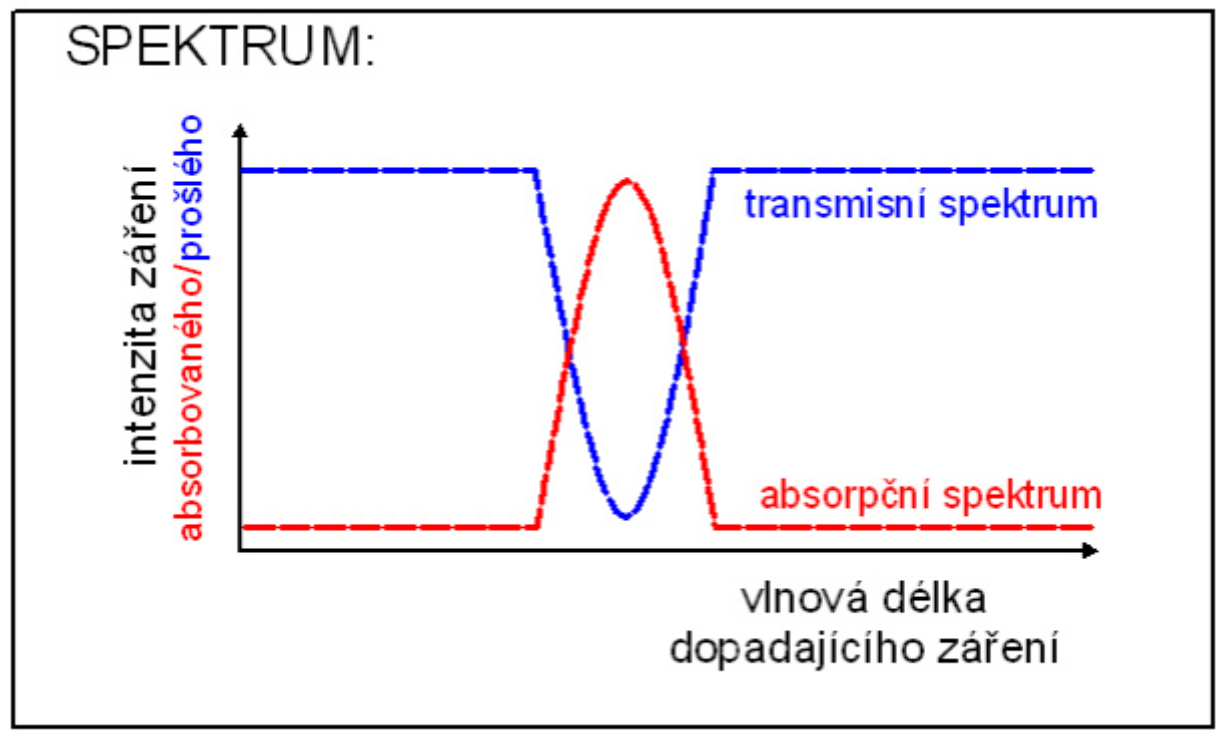 SPEKTRUM:
intenzita záření
absorbovaného/prošlého
transmisní spektrum
absorpční spektrum
vlnová délka
dopadajícího záření